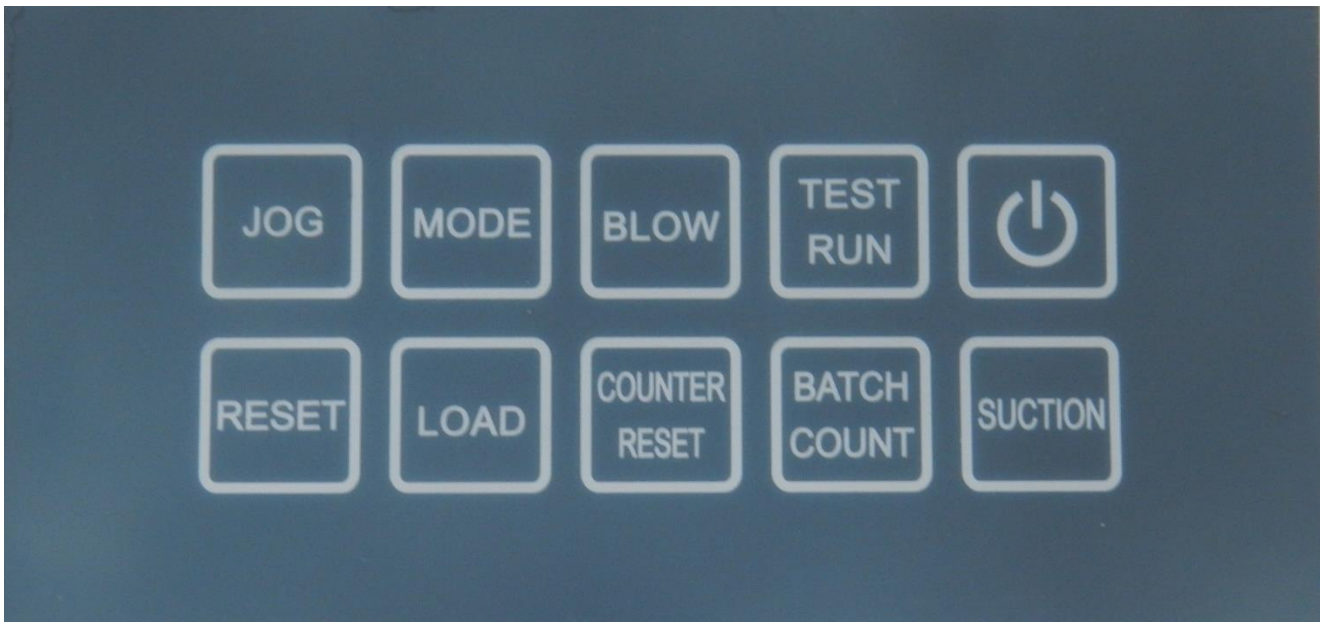 JOG
MODE
BLOW
TEST
RUN
RESET
LOAD
COUNTER
RESET
BATCH
COUNT
SUCTION